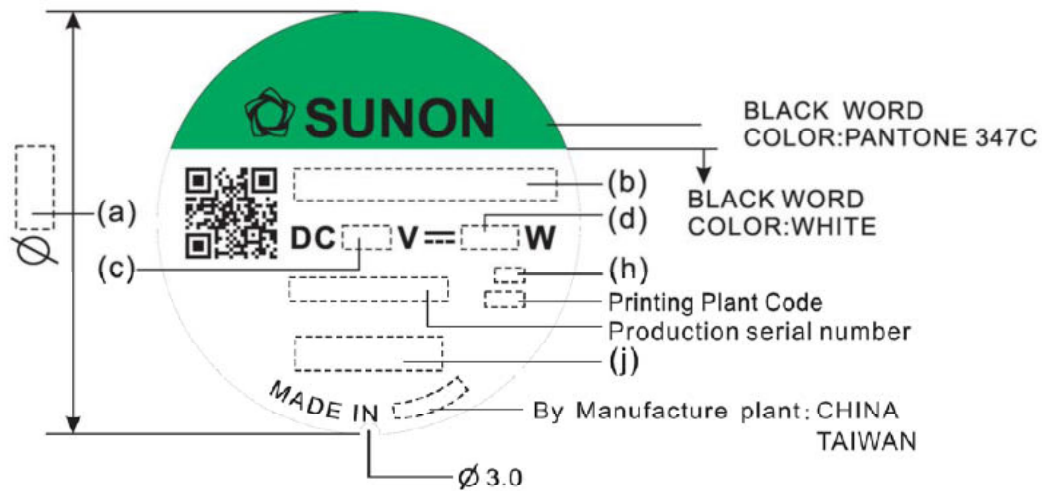 SUNON
BLACK WORD
COLOR:PANTONE 347C
(a)
(b)
BLACK WORD
COLOR:WHITE
DC V W
(d)
(c)
(h)
Printing Plant Code
Production serial number
(j)
MADE IN
By Manufacture plant: CHINA
TAIWAN
Ø
Ø 3.0